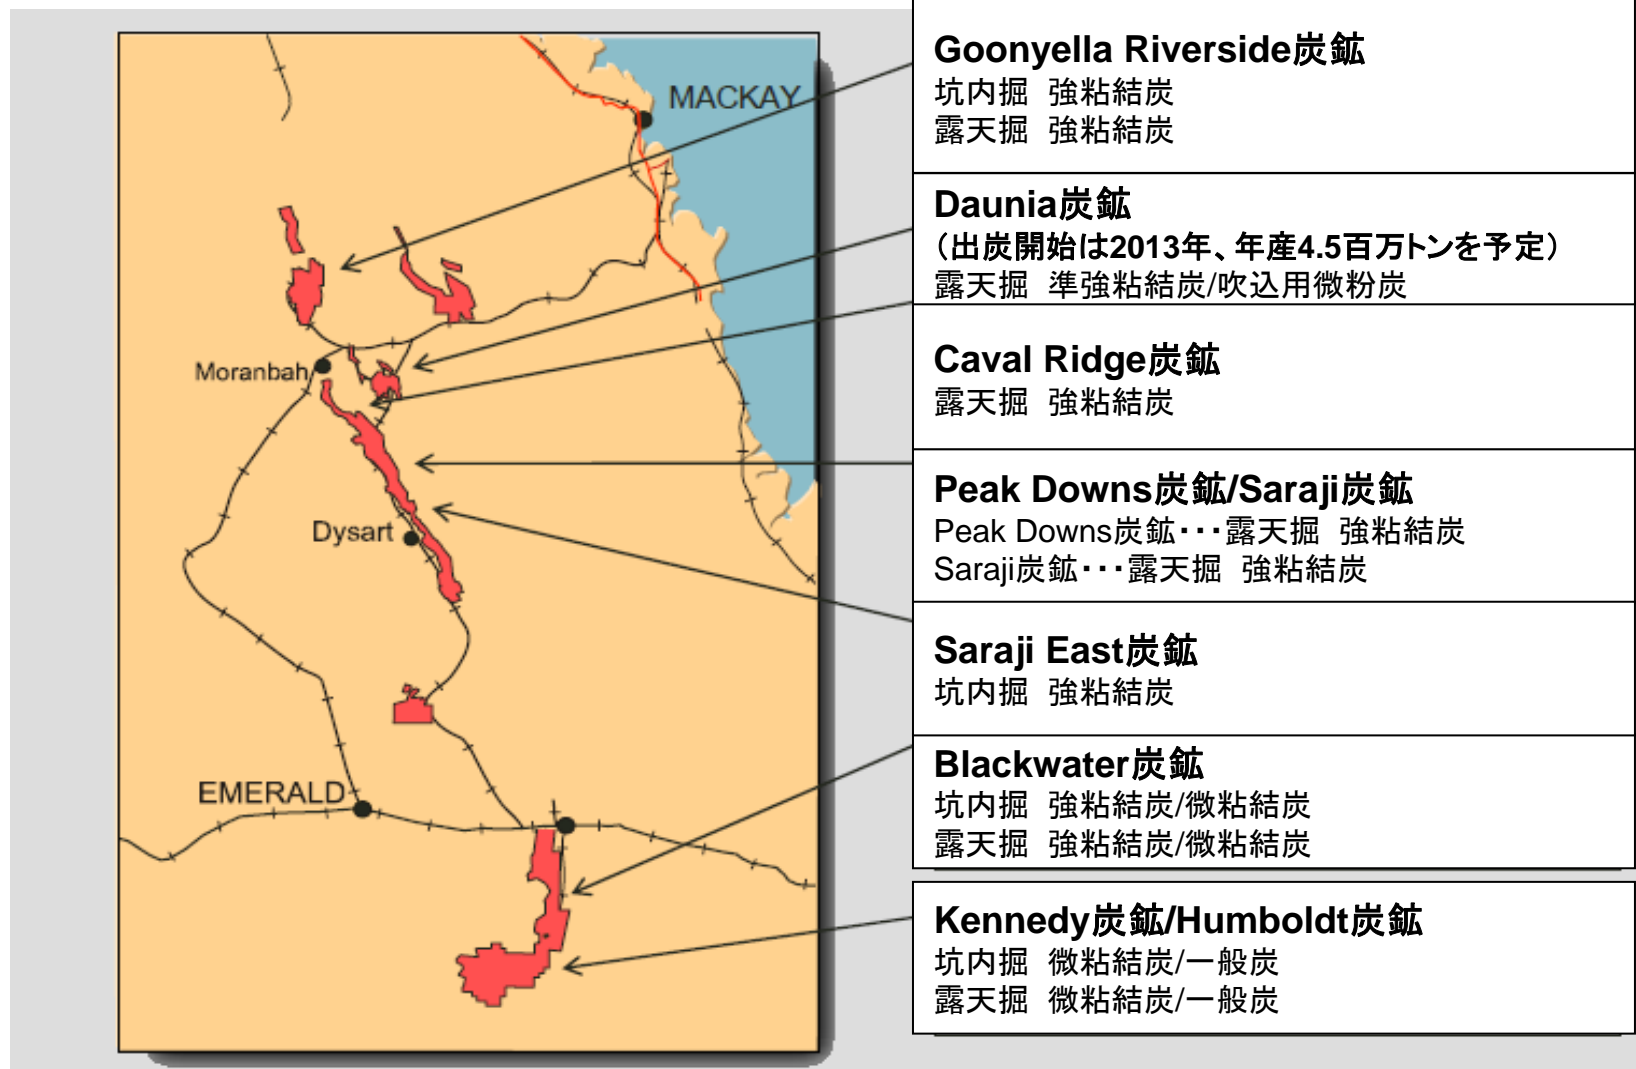 MACKAY
Moranbah
Dysart
EMERALD
Goonyella Riverside炭鉱
坑内掘　強粘結炭
露天掘　強粘結炭
Daunia炭鉱
（出炭開始は2013年、年産4.5百万トンを予定）
露天掘　準強粘結炭/吹込用微粉炭
Caval Ridge炭鉱
露天掘　強粘結炭
Peak Downs炭鉱/Saraji炭鉱
Peak Downs炭鉱・・・露天掘　強粘結炭
Saraji炭鉱・・・露天掘　強粘結炭
Saraji East炭鉱
坑内掘　強粘結炭
Blackwater炭鉱
坑内掘　強粘結炭/微粘結炭
露天掘　強粘結炭/微粘結炭
Kennedy炭鉱/Humboldt炭鉱
坑内掘　微粘結炭/一般炭
露天掘　微粘結炭/一般炭